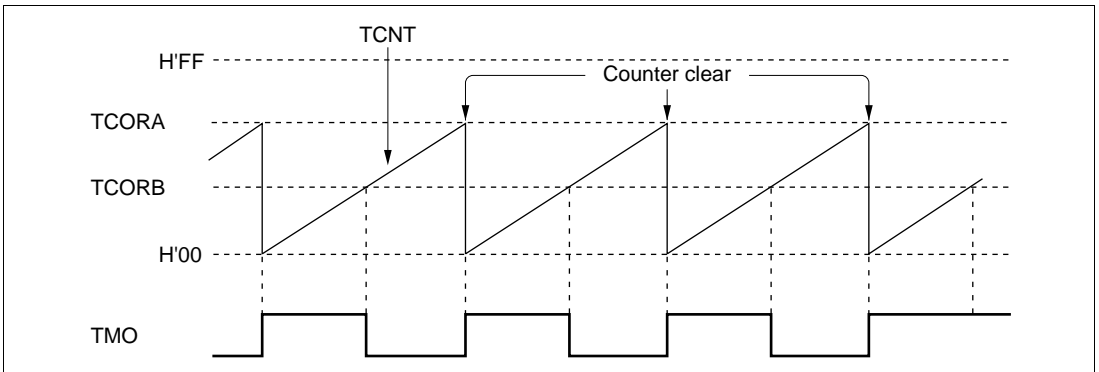 TCNT
H'FF
Counter clear
TCORA
TCORB
H'00
TMO